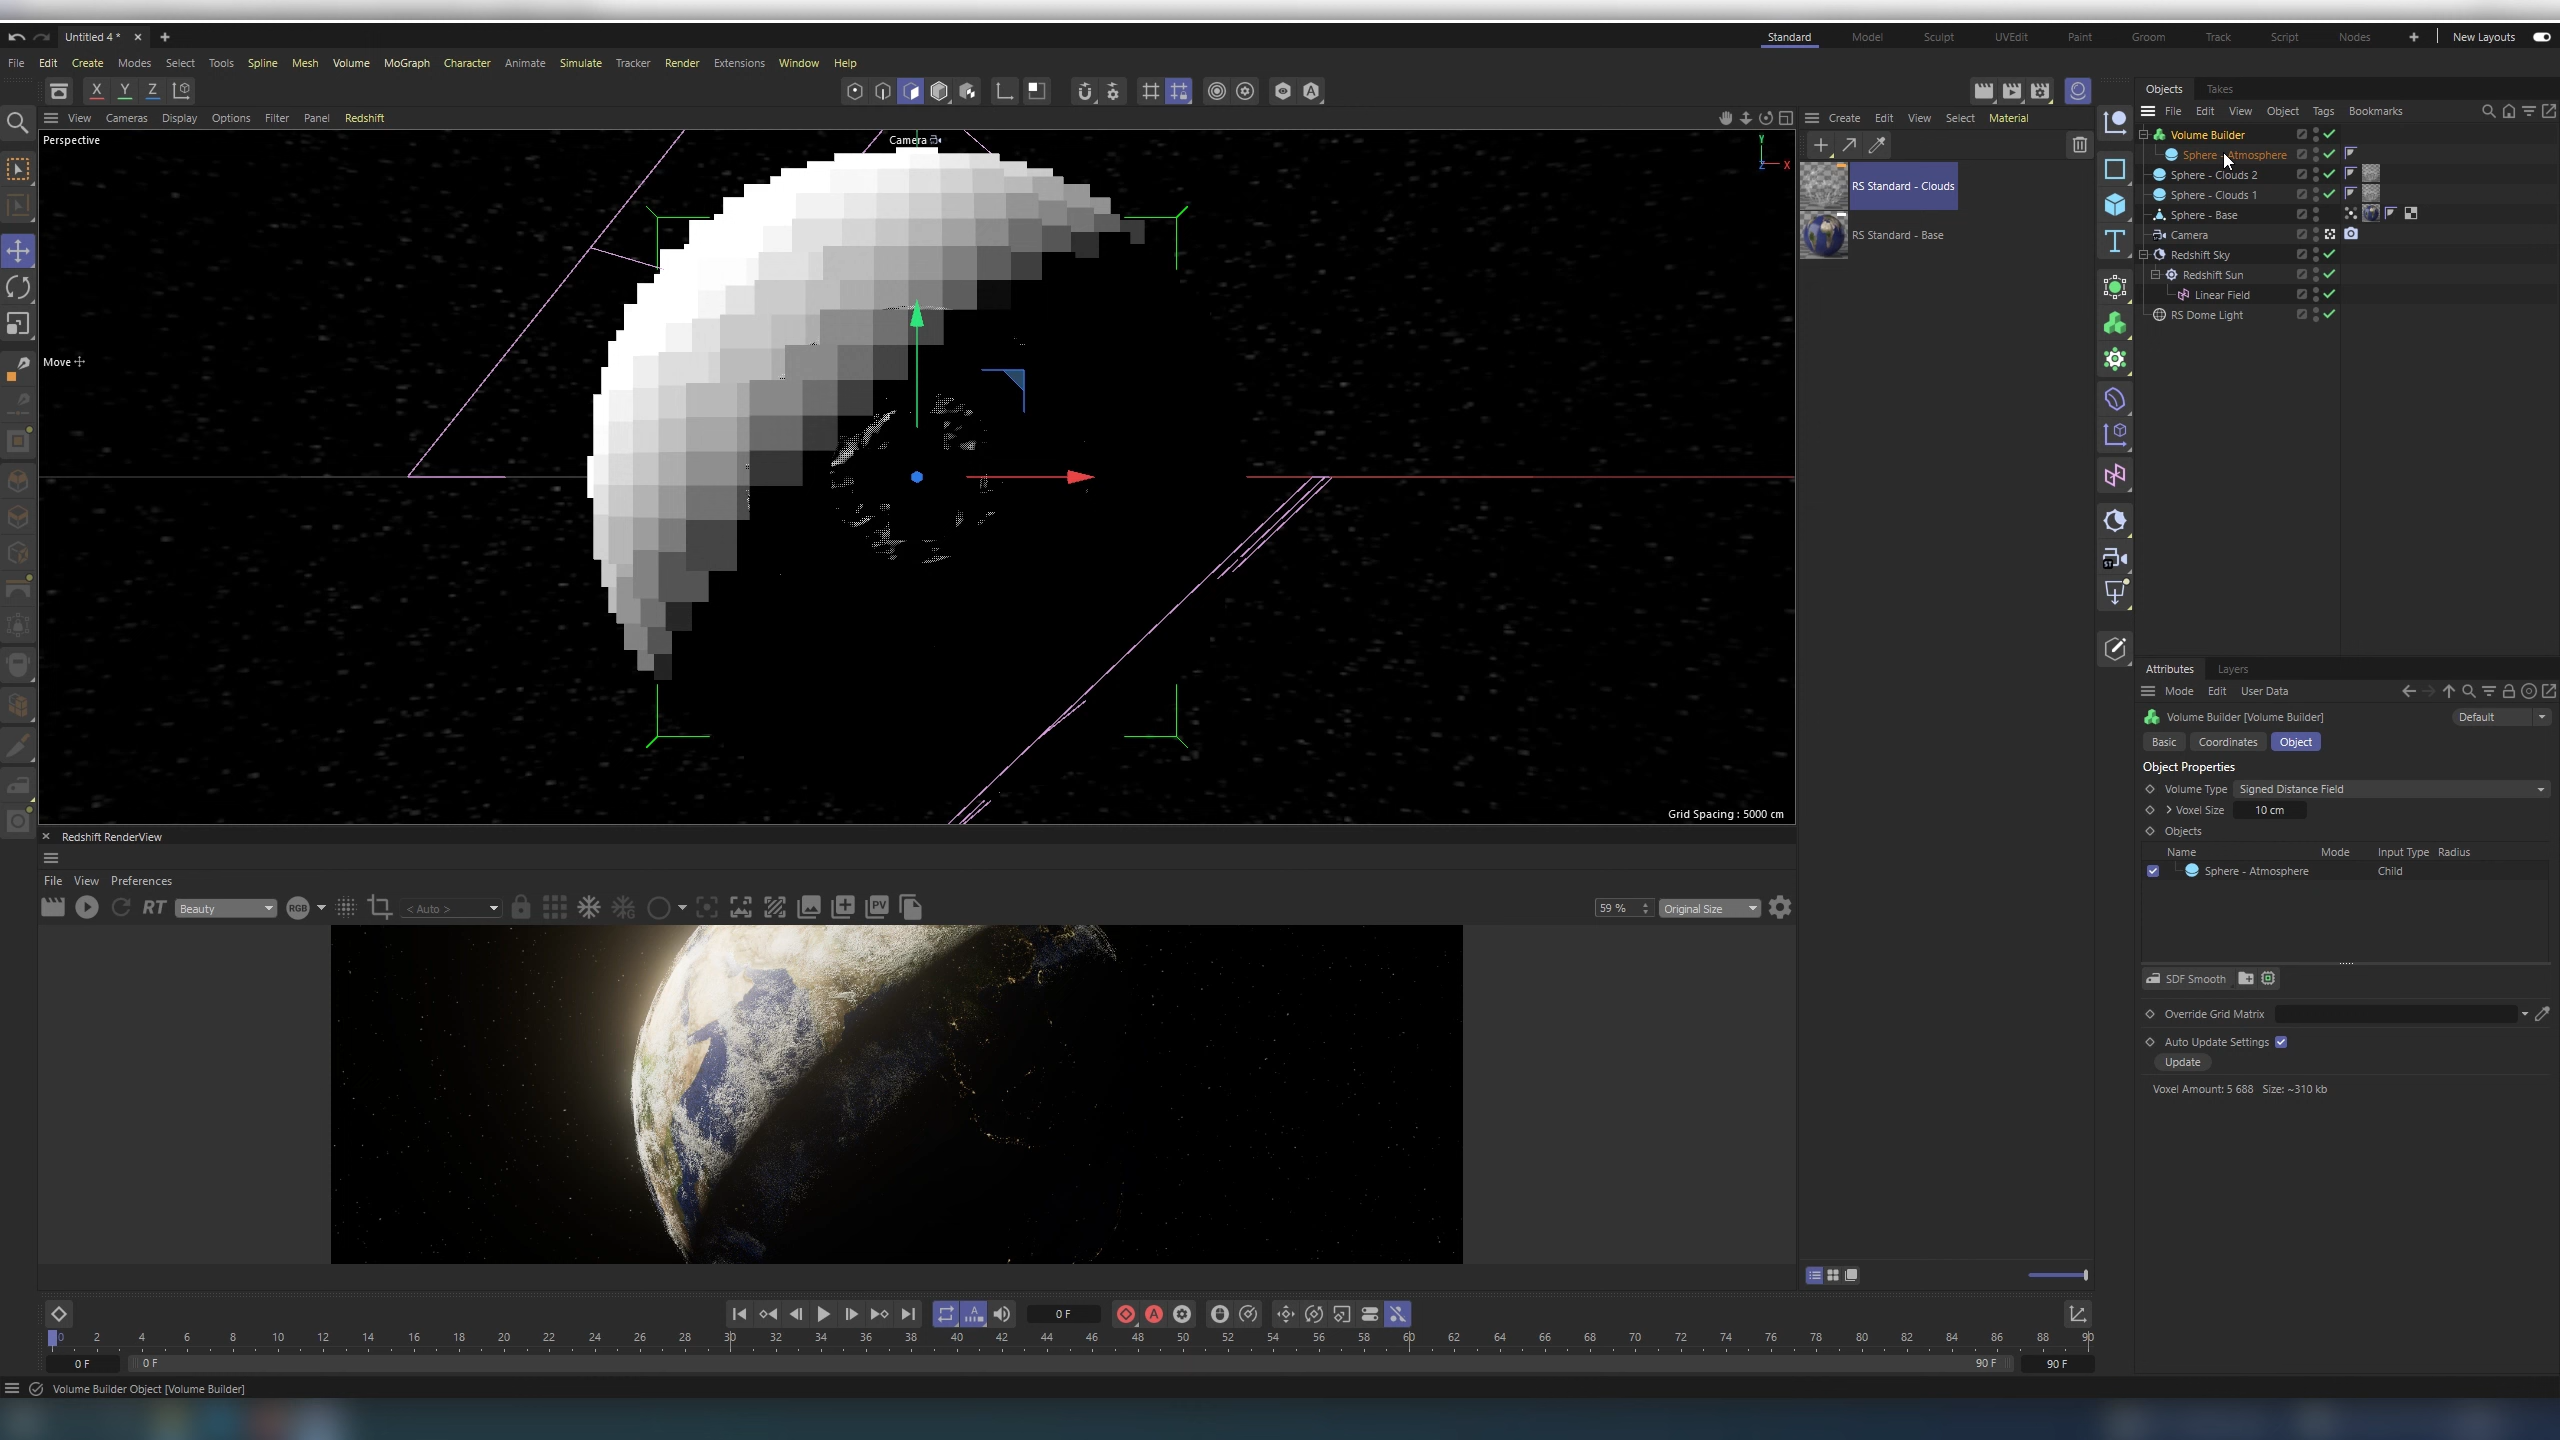 Untitled 4 *
Standard
Model
Sculpt
UVEdit
Paint
Groom
Track
Script
Nodes
New Layouts
File
Edit
Create
Modes
Select
Tools
Spline
Mesh
Volume
MoGraph
Character
Animate
Simulate
Tracker
Render
Extensions
Window
Help
X
Y
Z
View
Cameras
Display
Options
Filter
Panel
Redshift
Perspective
Camera
Y
Z
X
Move
Grid Spacing : 5000 cm
Create
Edit
View
Select
Material
RS Standard - Clouds
RS Standard - Base
Objects
Takes
File
Edit
View
Object
Tags
Bookmarks
Volume Builder
Sphere - Atmosphere
Sphere - Clouds 2
Sphere - Clouds 1
Sphere - Base
Camera
Redshift Sky
Redshift Sun
Linear Field
RS Dome Light
Attributes
Layers
Mode
Edit
User Data
Volume Builder [Volume Builder]
Default
Basic
Coordinates
Object
Object Properties
Volume Type
Signed Distance Field
Voxel Size
10 cm
Objects
Name
Mode
Input Type
Radius
Sphere - Atmosphere
Child
SDF Smooth
Override Grid Matrix
Auto Update Settings
Update
Voxel Amount: 5 688 Size: ~310 kb
Redshift RenderView
File
View
Preferences
RT
Beauty
RGB
< Auto >
PV
59 %
Original Size
0 F
0 2 4 6 8 10 12 14 16 18 20 22 24 26 28 30 32 34 36 38 40 42 44 46 48 50 52 54 56 58 60 62 64 66 68 70 72 74 76 78 80 82 84 86 88 90
0 F
0 F
90 F
90 F
Volume Builder Object [Volume Builder]